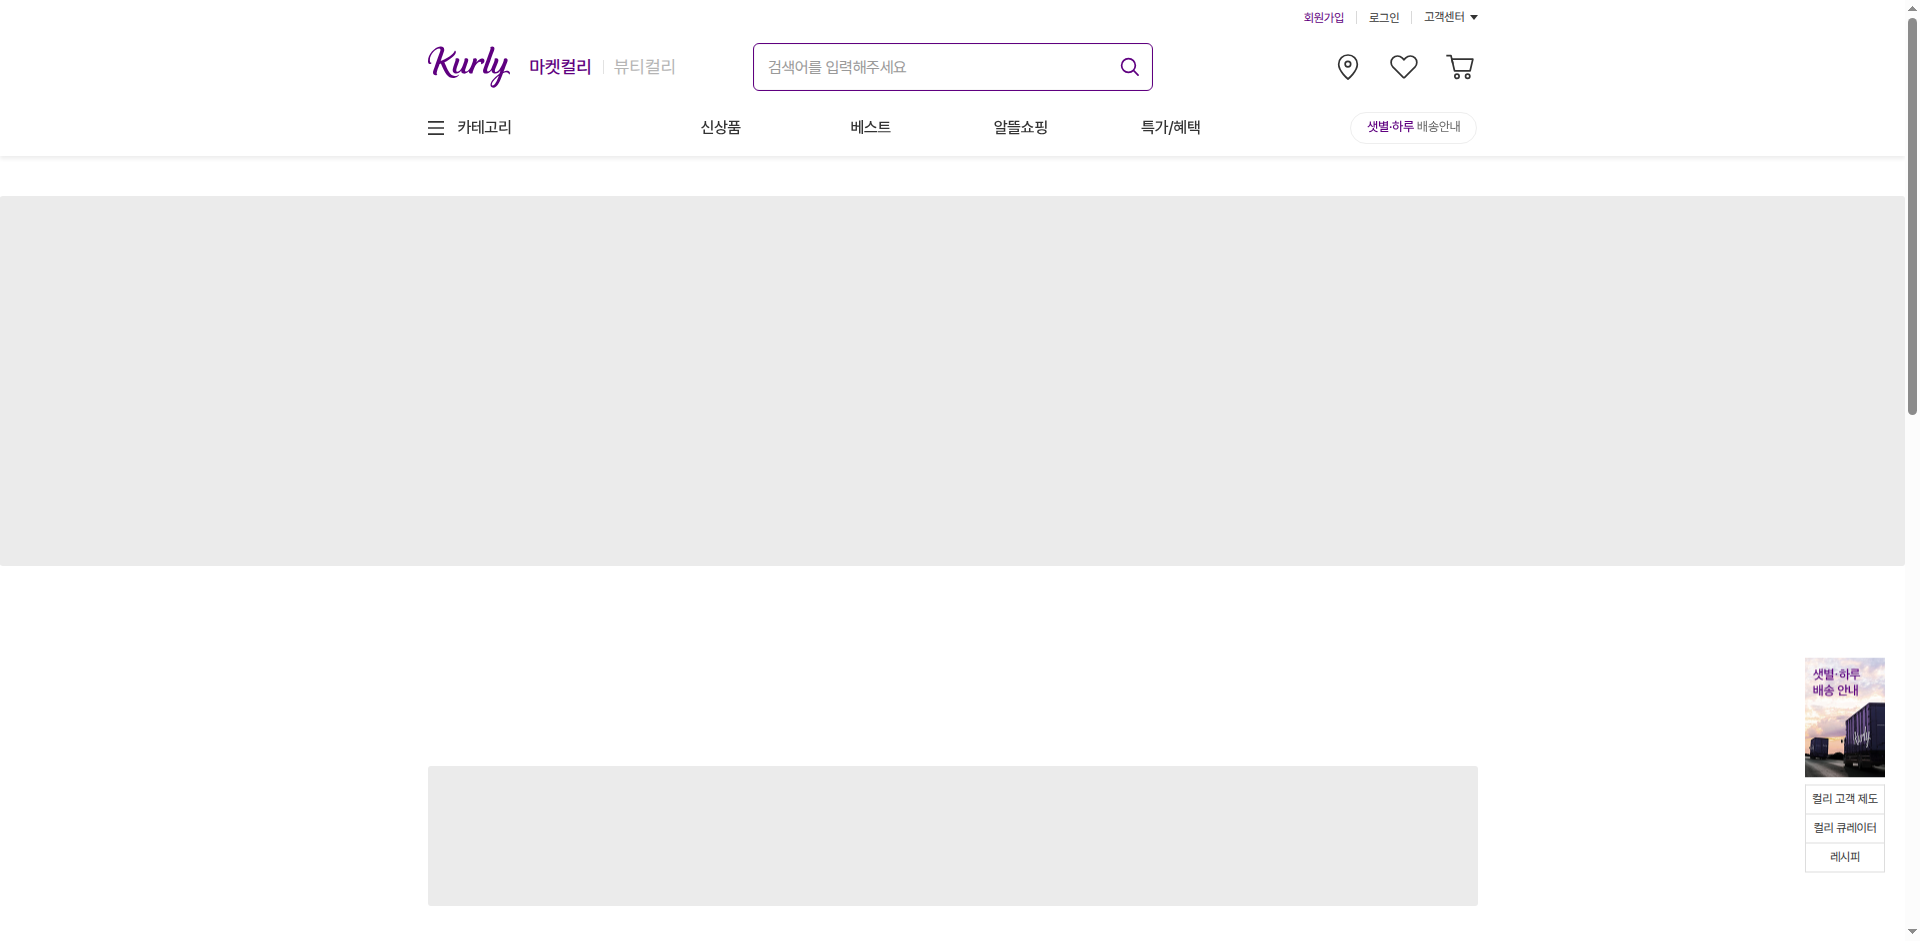 회원가입
로그인
고객센터
Kurly
마켓컬리
뷰티컬리
검색어를 입력해주세요
카테고리
신상품
베스트
알뜰쇼핑
특가/혜택
샛별·하루 배송안내
샛별·하루
배송 안내
Kurly
컬리 고객 제도
컬리 큐레이터
레시피